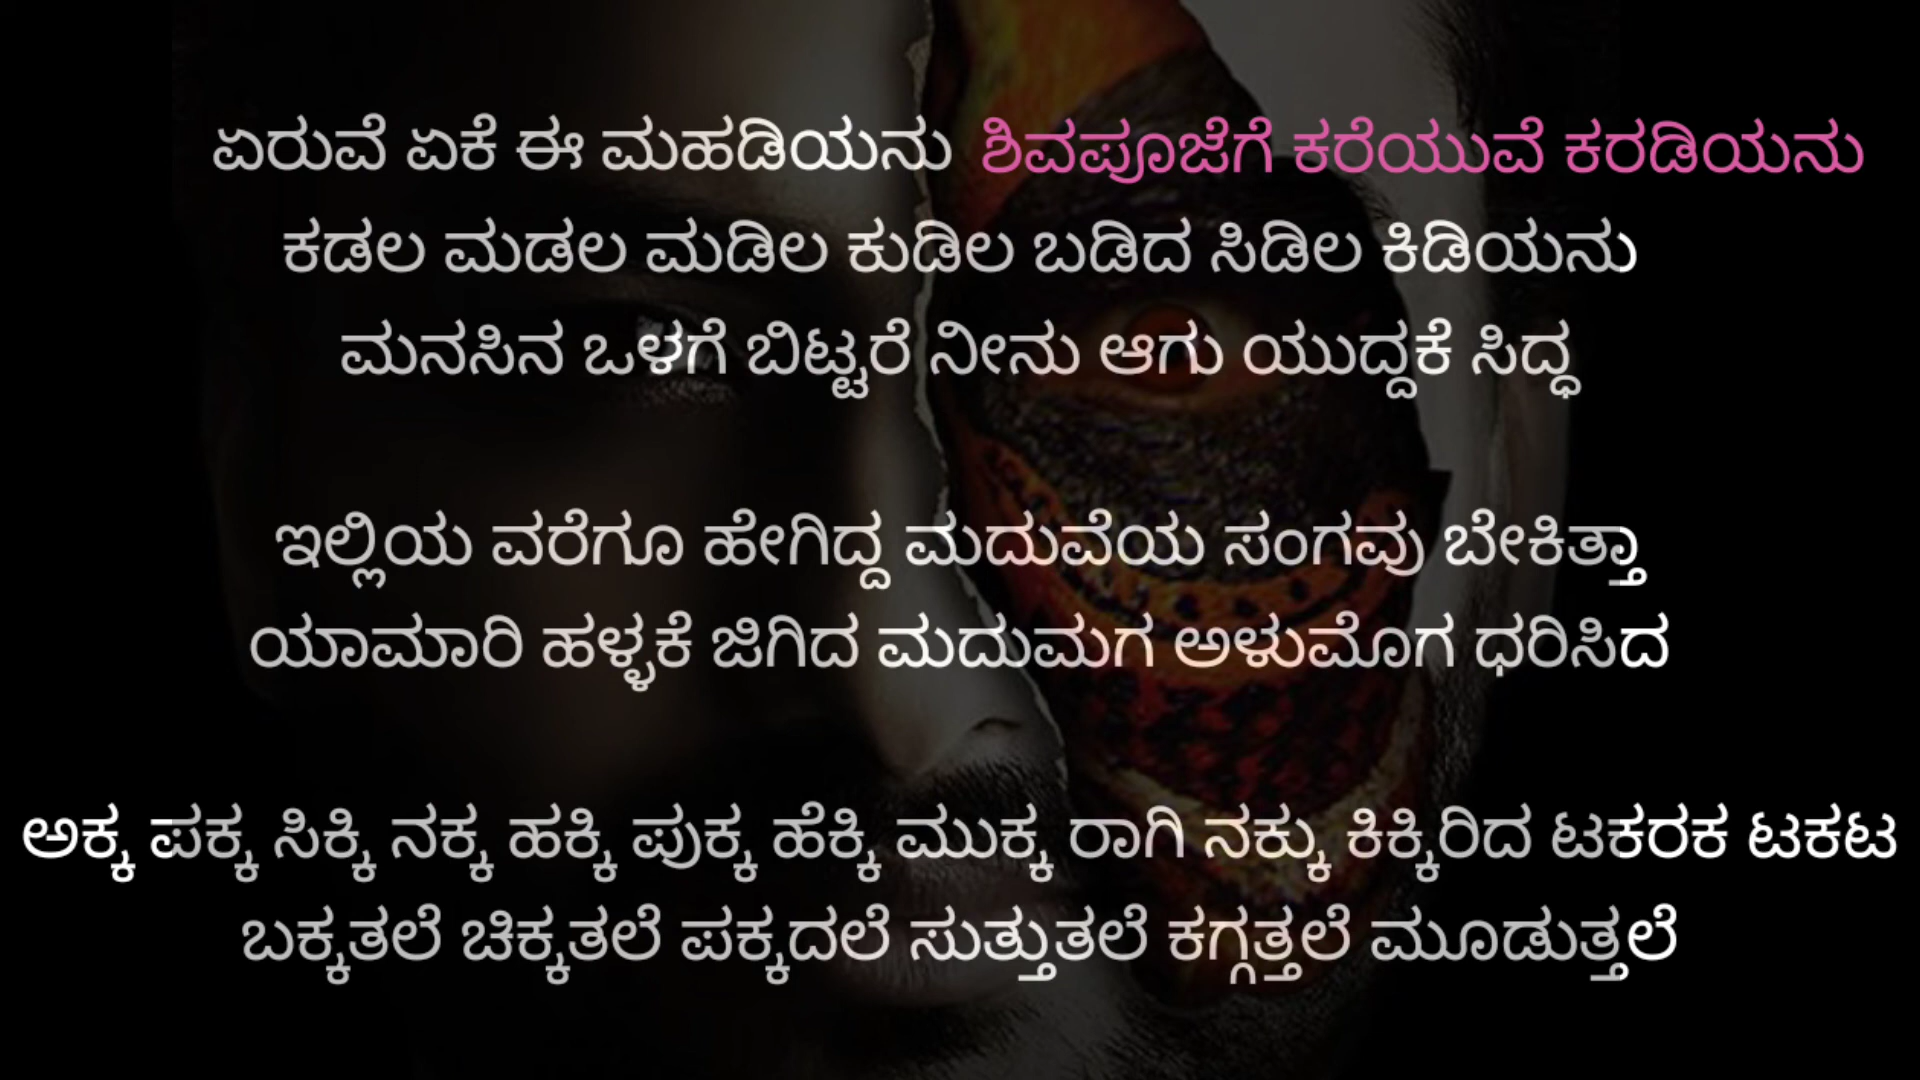 ಏರುವೆ ಏಕೆ ಈ ಮಹಡಿಯನು ಶಿವಪೂಜೆಗೆ ಕರೆಯುವೆ ಕರಡಿಯನು
ಕಡಲ ಮಡಲ ಮಡಿಲ ಕುಡಿಲ ಬಡಿದ ಸಿಡಿಲ ಕಿಡಿಯನು
ಮನಸಿನ ಒಳಗೆ ಬಿಟ್ಟರೆ ನೀನು ಆಗು ಯುದ್ದಕೆ ಸಿದ್ಧ
ಇಲ್ಲಿಯ ವರೆಗೂ ಹೇಗಿದ್ದ ಮದುವೆಯ ಸಂಗವು ಬೇಕಿತ್ತಾ
ಯಾಮಾರಿ ಹಳ್ಳಕೆ ಜಿಗಿದ ಮದುಮಗ ಅಳುಮೊಗ ಧರಿಸಿದ
ಅಕ್ಕ ಪಕ್ಕ ಸಿಕ್ಕಿ ನಕ್ಕ ಹಕ್ಕಿ ಪುಕ್ಕ ಹೆಕ್ಕಿ ಮುಕ್ಕ ರಾಗಿ ನಕ್ಕು ಕಿಕ್ಕಿರಿದ ಟಕರಕ ಟಕಟ
ಬಕ್ಕತಲೆ ಚಿಕ್ಕತಲೆ ಪಕ್ಕದಲೆ ಸುತ್ತುತಲೆ ಕಗ್ಗತ್ತಲೆ ಮೂಡುತ್ತಲೆ